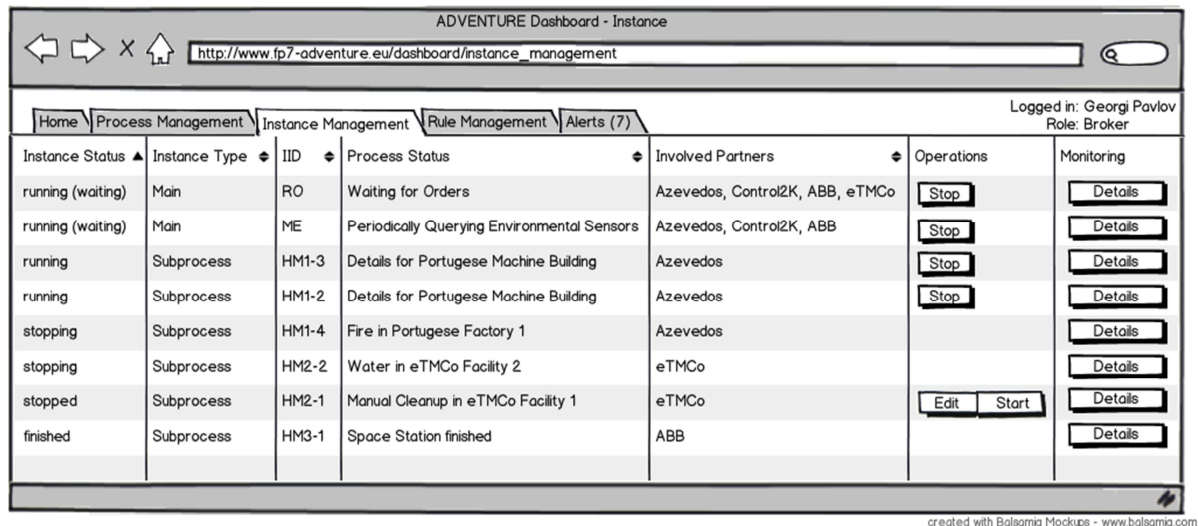 ADVENTURE Dashboard - Instance
http://www.fp7-adventure.eu/dashboard/instance_management
Logged in: Georgi Pavlov
Role: Broker
Home Process Management Instance Management Rule Management Alerts (7)
Instance Status Instance Type IID Process Status Involved Partners Operations Monitoring
running (waiting) Main RO Waiting for Orders Azevedos, Control2K, ABB, eTMCo Stop Details
running (waiting) Main ME Periodically Querying Environmental Sensors Azevedos, Control2K, ABB Stop Details
running Subprocess HM1-3 Details for Portugese Machine Building Azevedos Stop Details
running Subprocess HM1-2 Details for Portugese Machine Building Azevedos Stop Details
stopping Subprocess HM1-4 Fire in Portugese Factory 1 Azevedos Details
stopping Subprocess HM2-2 Water in eTMCo Facility 2 eTMCo Details
stopped Subprocess HM2-1 Manual Cleanup in eTMCo Facility 1 eTMCo Edit Start Details
finished Subprocess HM3-1 Space Station finished ABB Details
created with Balsamiq Mockups - www.balsamiq.com